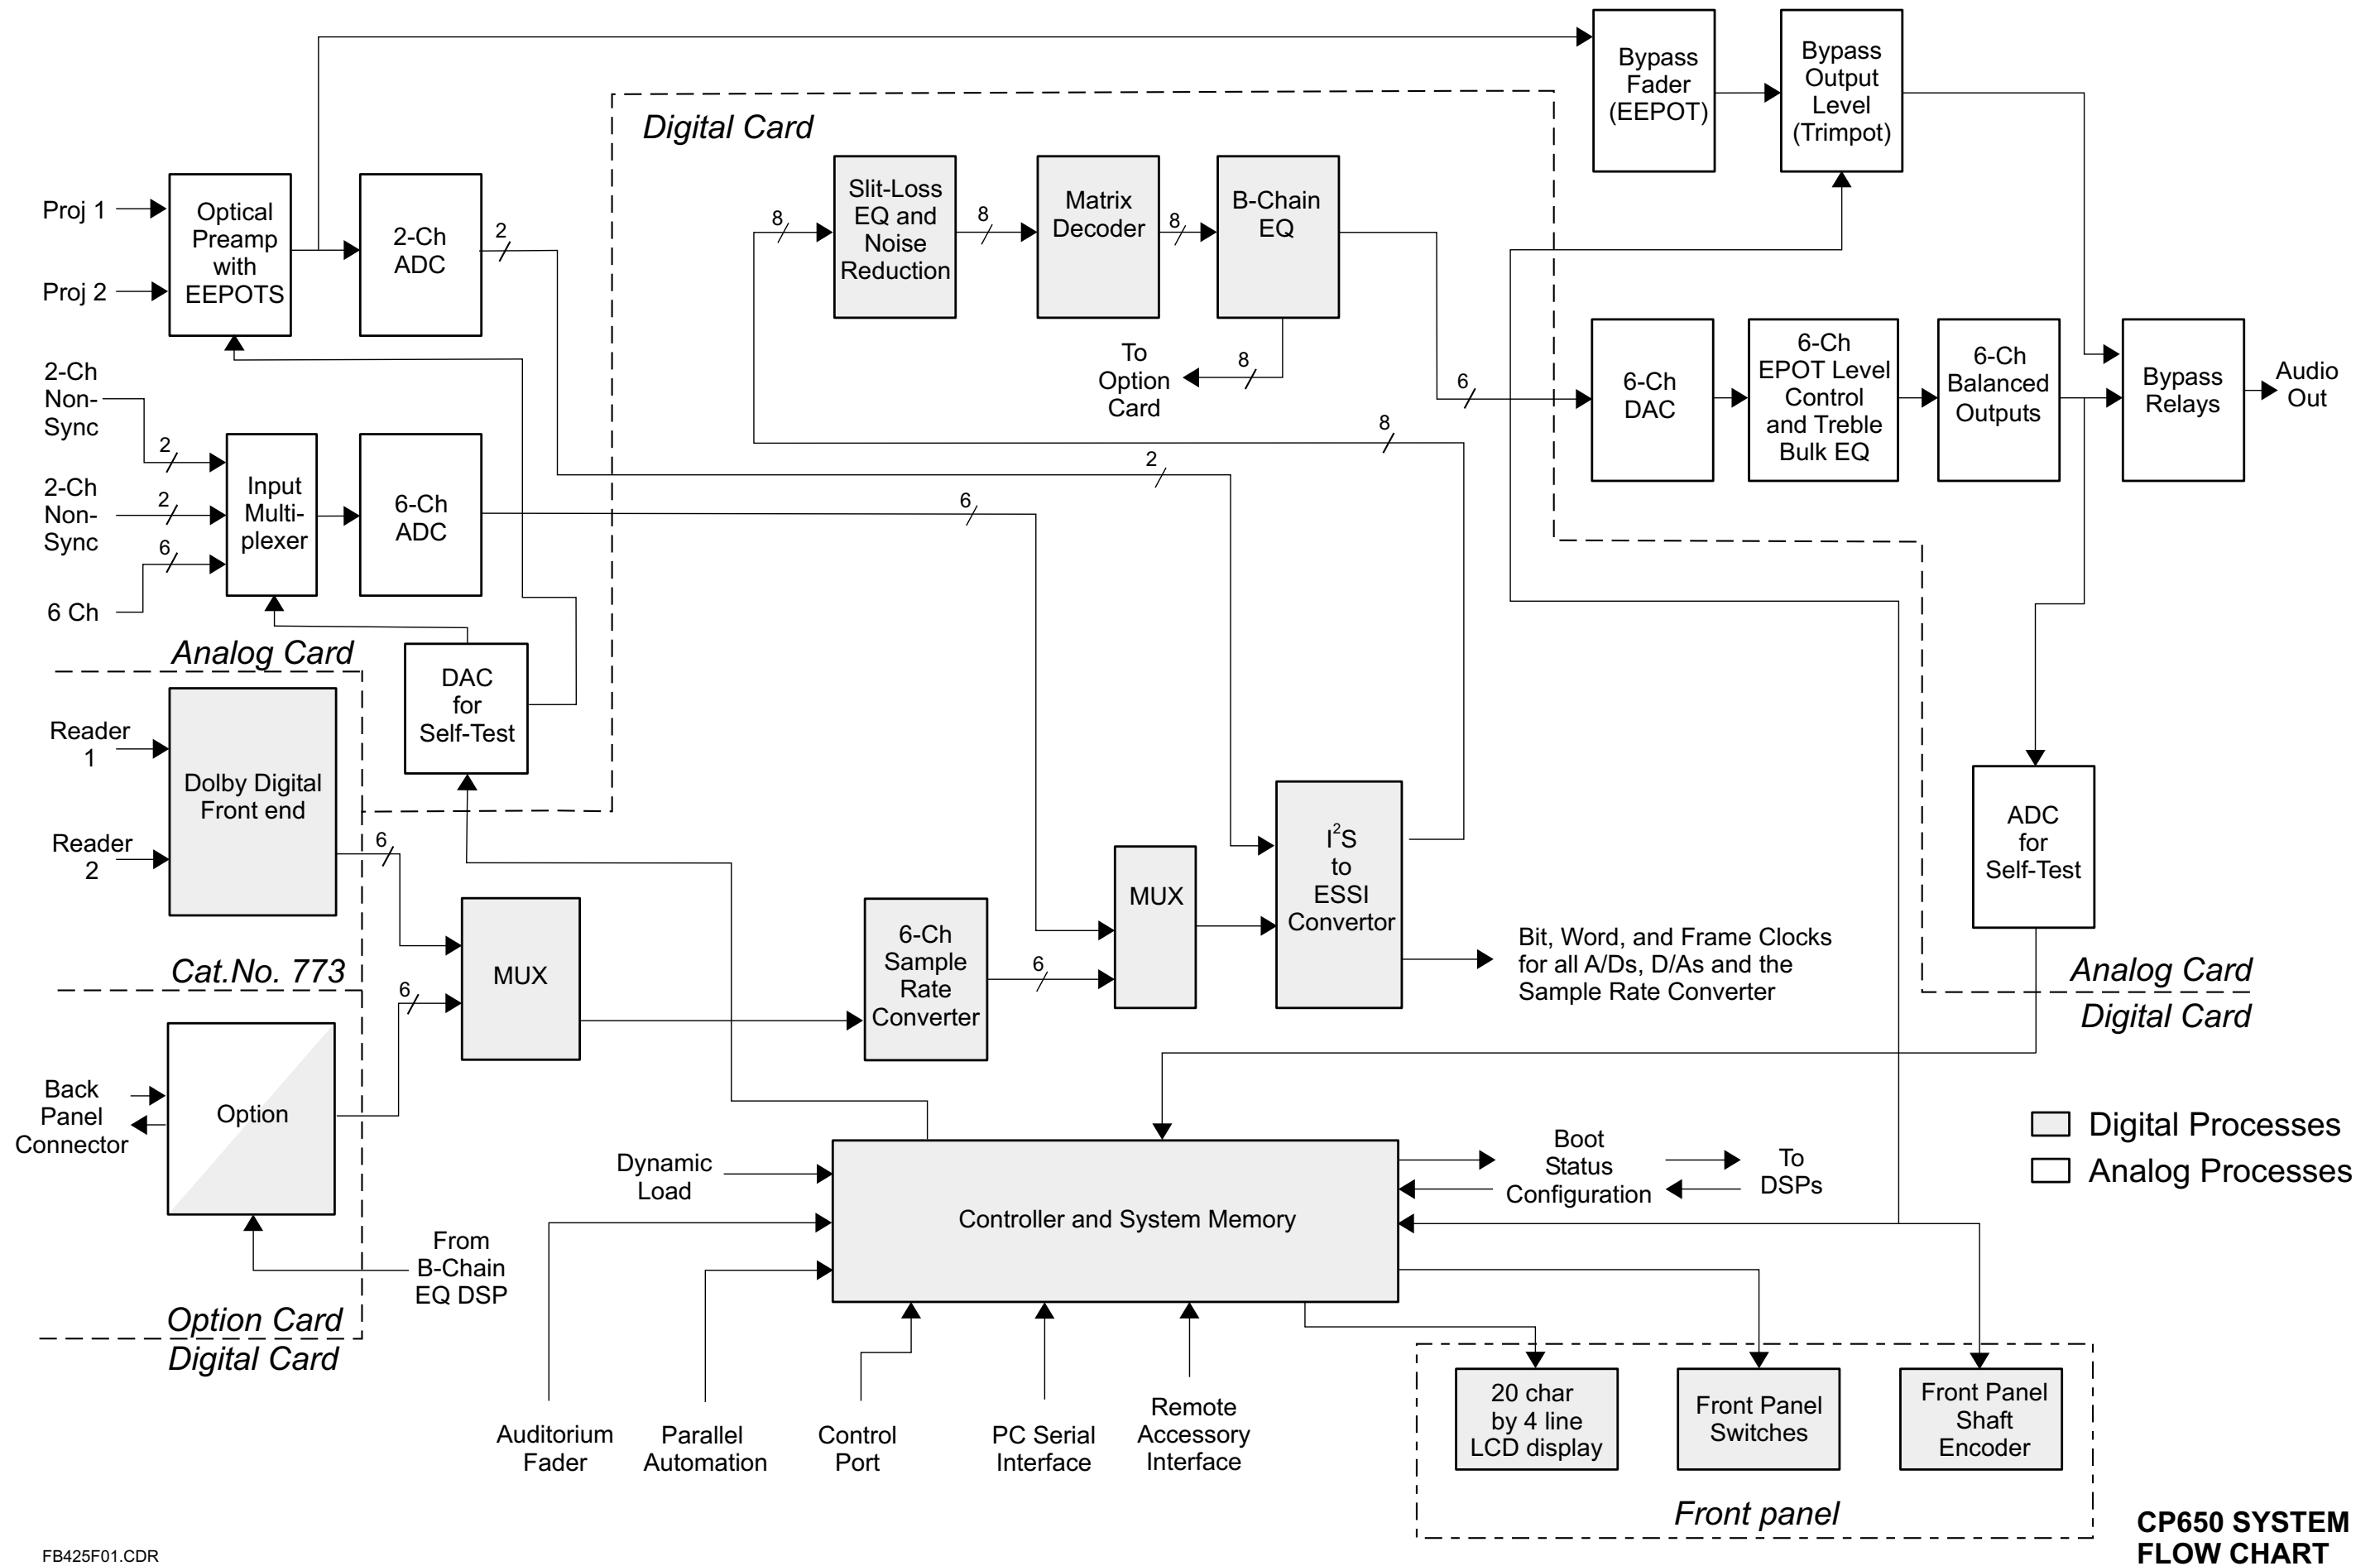 Bypass
Fader
(EEPOT)
Bypass
Output
Level
(Trimpot)
Digital Card
Proj 1
Proj 2
Optical
Preamp
with
EEPOTS
2-Ch
ADC
2
8
Slit-Loss
EQ and
Noise
Reduction
8
Matrix
Decoder
8
B-Chain
EQ
To
Option
Card
8
6
8
2
6
6-Ch
DAC
6-Ch
EPOT Level
Control
and Treble
Bulk EQ
6-Ch
Balanced
Outputs
Bypass
Relays
Audio
Out
2-Ch
Non-
Sync
2
2-Ch
Non-
Sync
2
6
6 Ch
Input
Multi-
plexer
6-Ch
ADC
Analog Card
DAC
for
Self-Test
Reader
1
Reader
2
Dolby Digital
Front end
6
Cat.No. 773
6
MUX
6-Ch
Sample
Rate
Converter
6
MUX
I2S
to
ESSI
Convertor
Bit, Word, and Frame Clocks
for all A/Ds, D/As and the
Sample Rate Converter
ADC
for
Self-Test
Analog Card
Digital Card
Back
Panel
Connector
Option
From
B-Chain
EQ DSP
Option Card
Digital Card
Dynamic
Load
Controller and System Memory
Boot
Status
Configuration
To
DSPs
Digital Processes
Analog Processes
Auditorium
Fader
Parallel
Automation
Control
Port
PC Serial
Interface
Remote
Accessory
Interface
20 char
by 4 line
LCD display
Front Panel
Switches
Front Panel
Shaft
Encoder
Front panel
CP650 SYSTEM
FLOW CHART
FB425F01.CDR